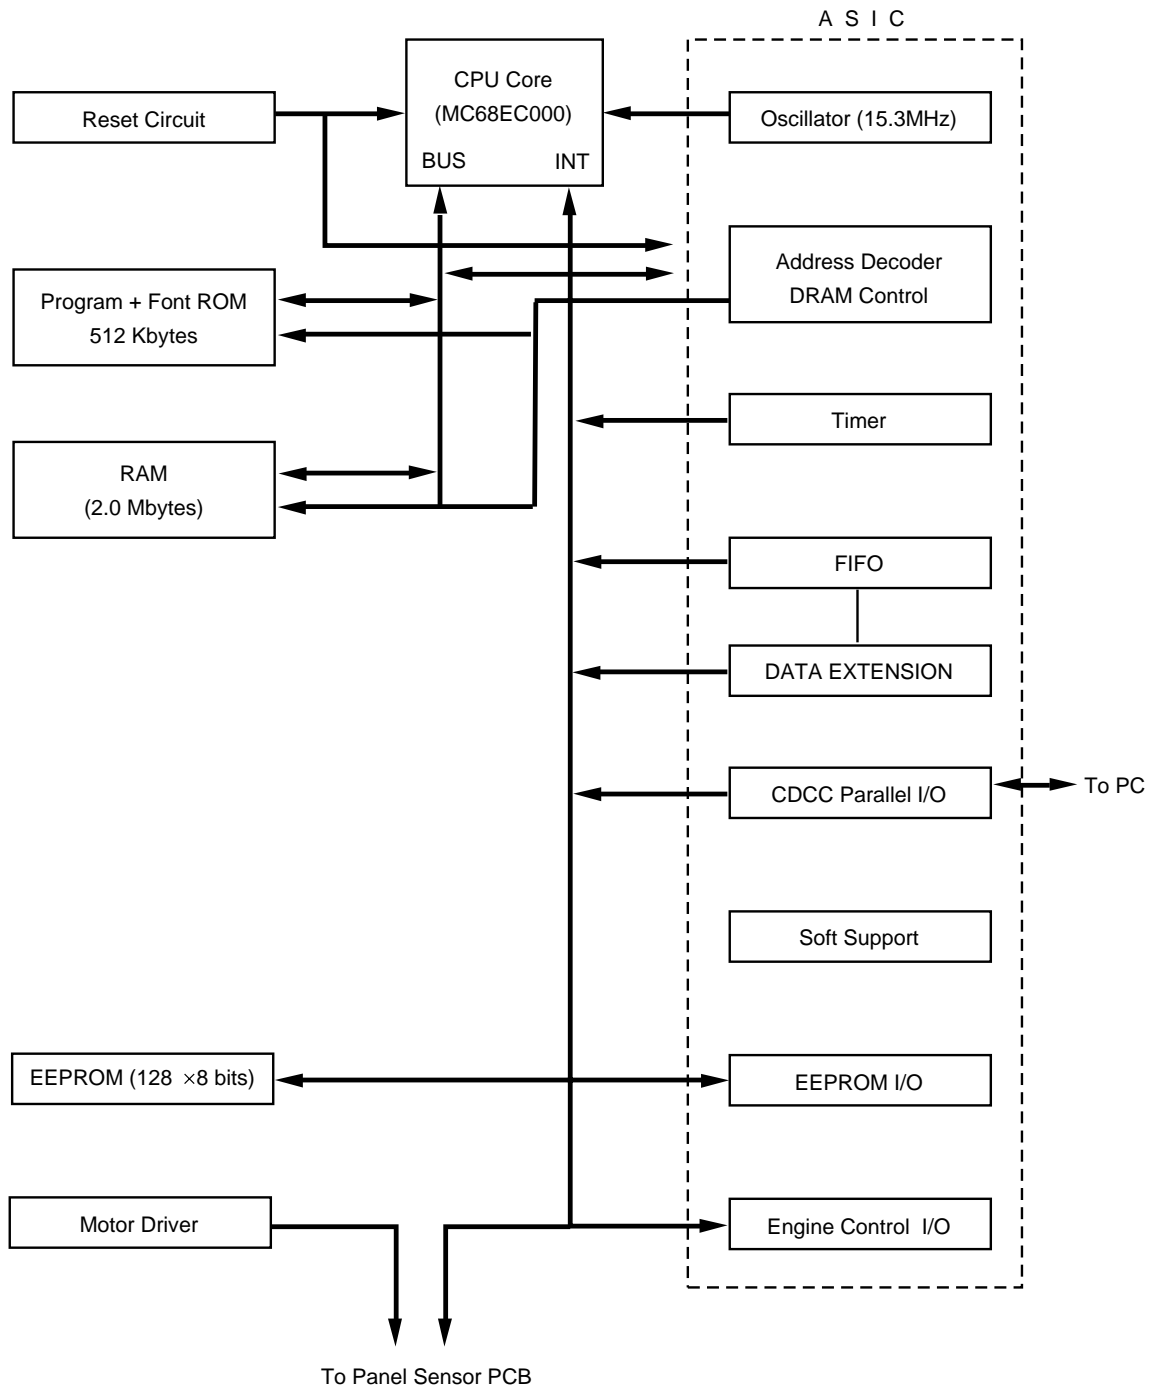 A S I C
CPU Core
(MC68EC000)
BUS INT
Reset Circuit
Oscillator (15.3MHz)
Address Decoder
DRAM Control
Program + Font ROM
512 Kbytes
Timer
RAM
(2.0 Mbytes)
FIFO
DATA EXTENSION
CDCC Parallel I/O
To PC
Soft Support
EEPROM (128 ×8 bits)
EEPROM I/O
Motor Driver
Engine Control I/O
To Panel Sensor PCB